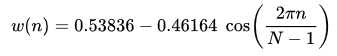 w(n) = 0.53836 − 0.46164 cos(2πn / (N − 1))